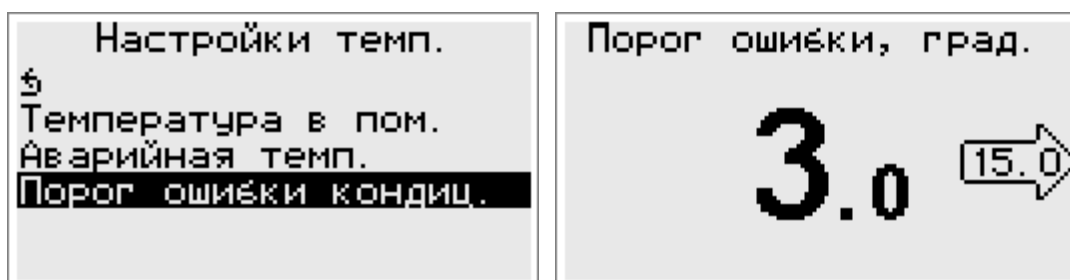 Настройки темп.
Температура в пом.
Аварийная темп.
Порог ошибки кондиц.
Порог ошибки, град.
3.0
15.0